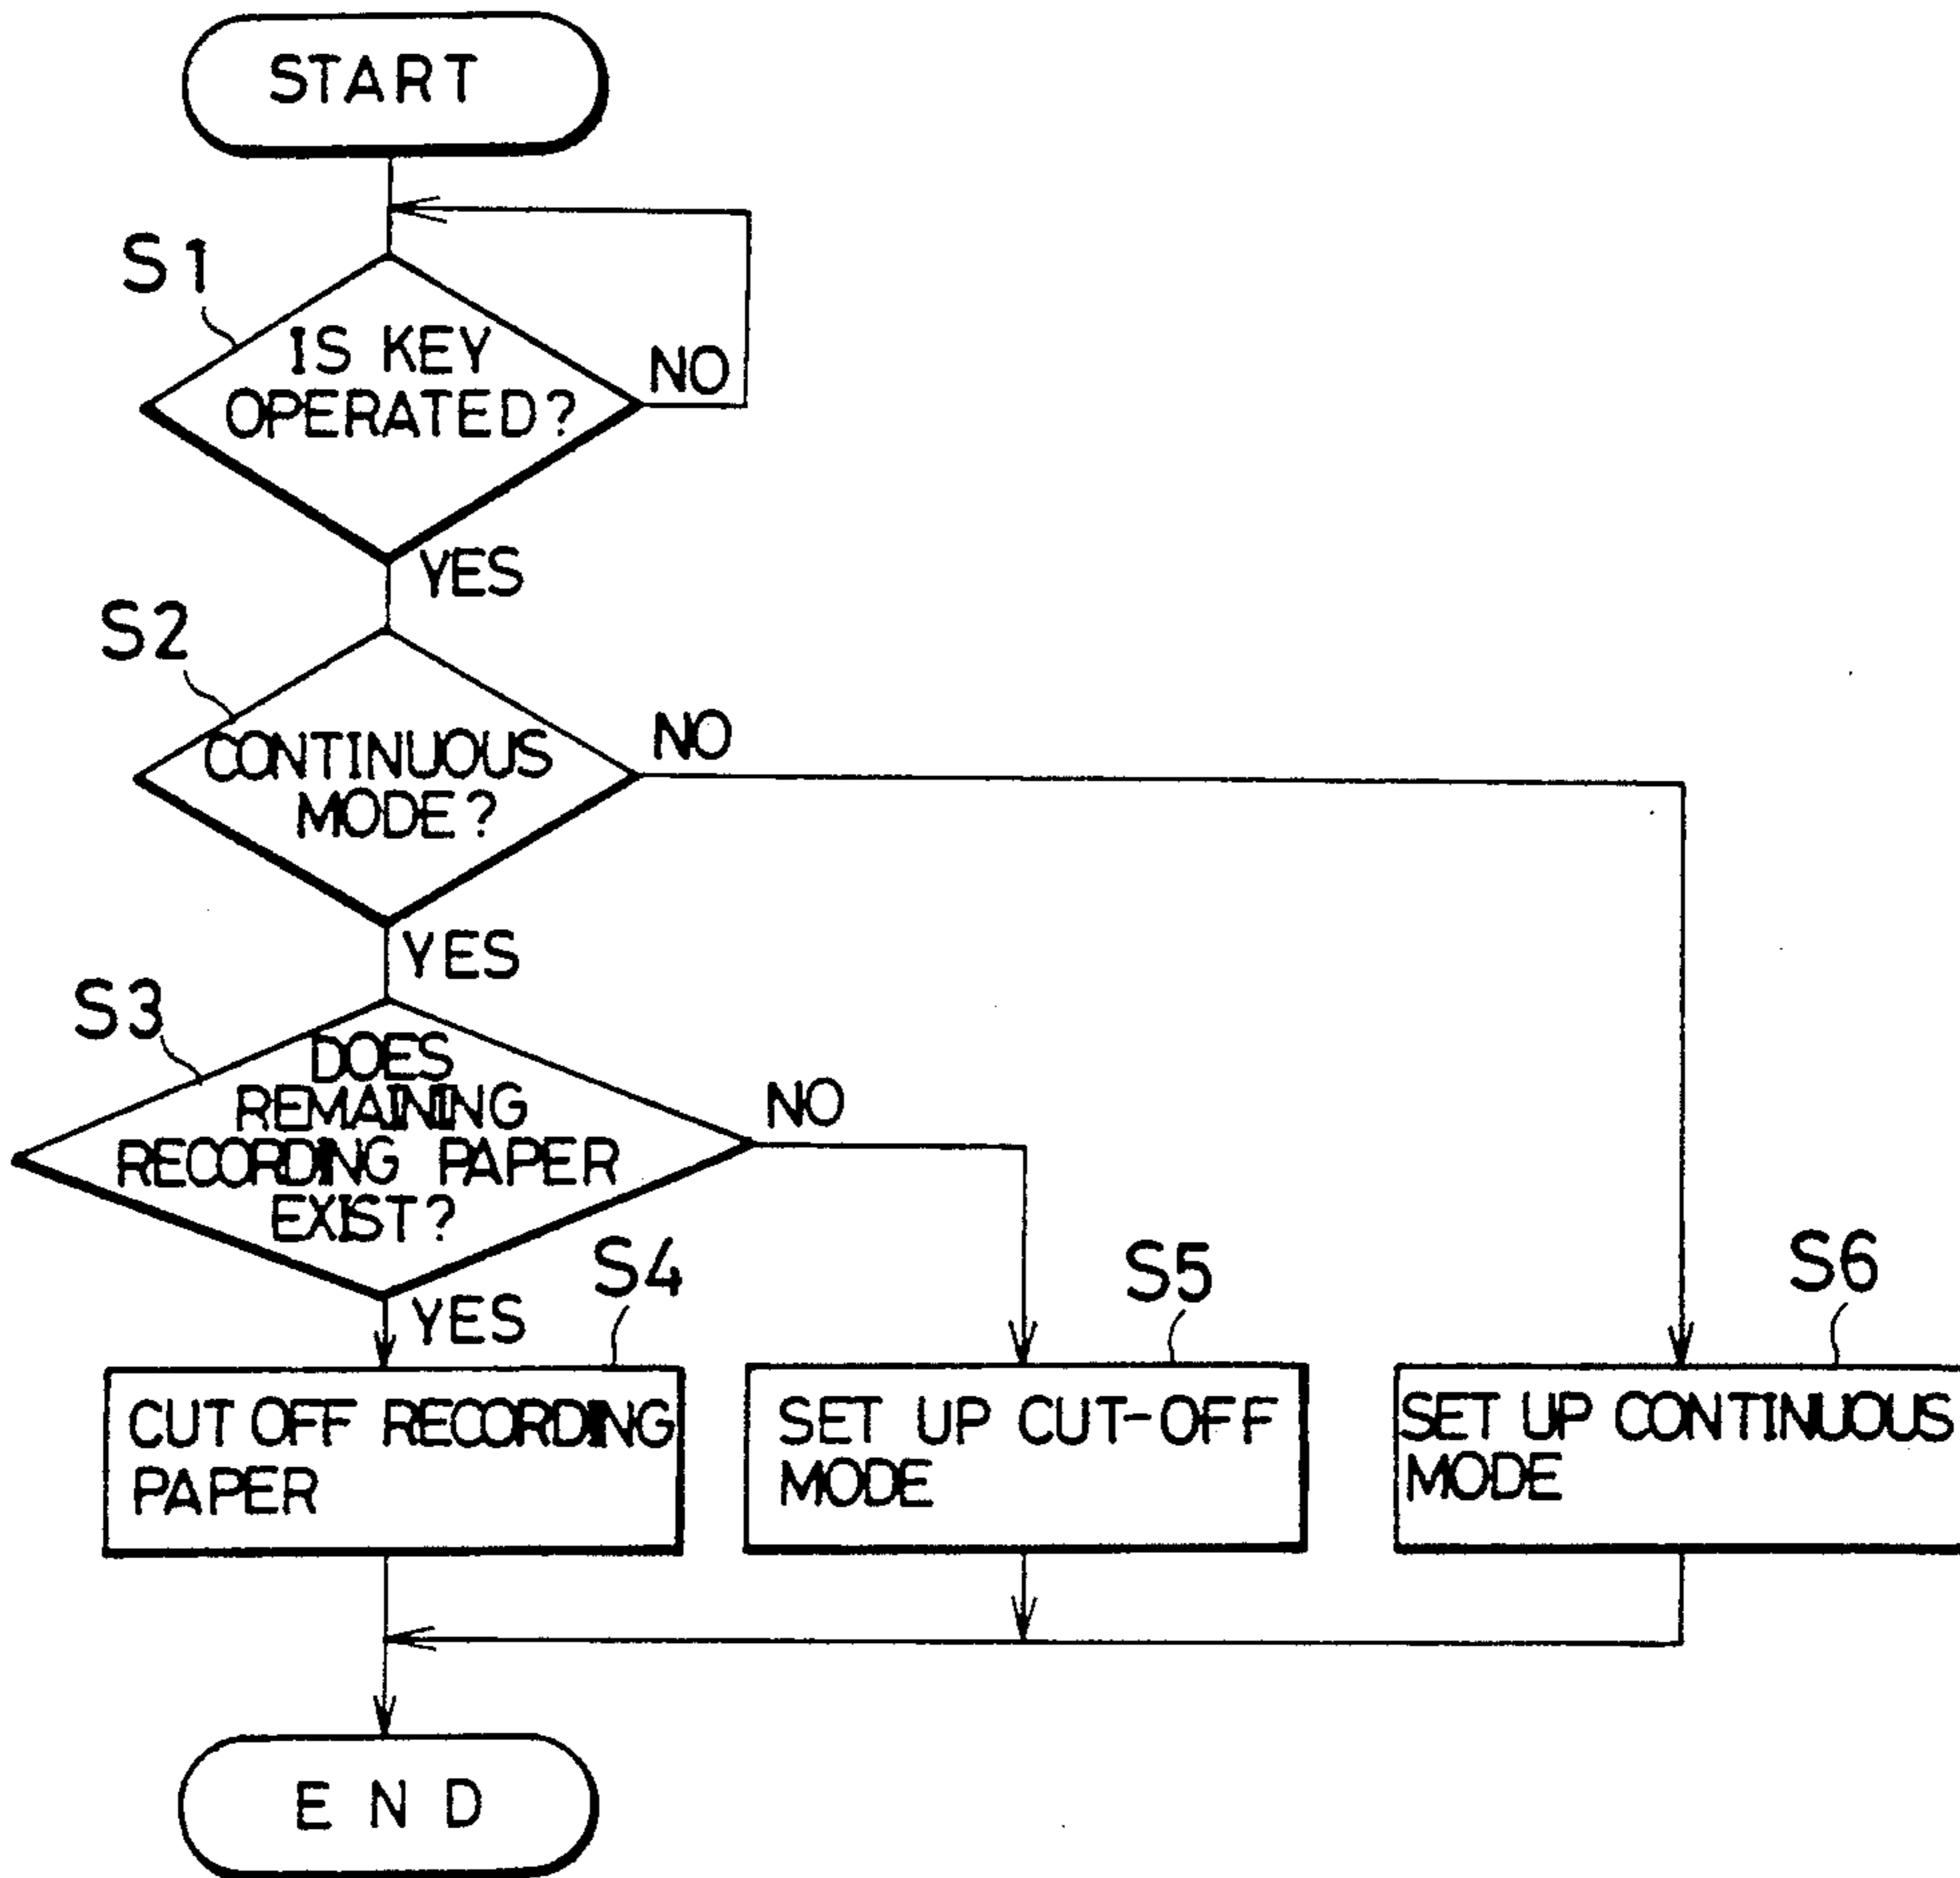 START
S1
IS KEY
OPERATED?
NO
YES
S2
CONTINUOUS
MODE?
NO
YES
S3
DOES
REMAINING
RECORDING PAPER
EXIST?
NO
YES
S4
CUT OFF RECORDING
PAPER
S5
SET UP CUT-OFF
MODE
S6
SET UP CONTINUOUS
MODE
END